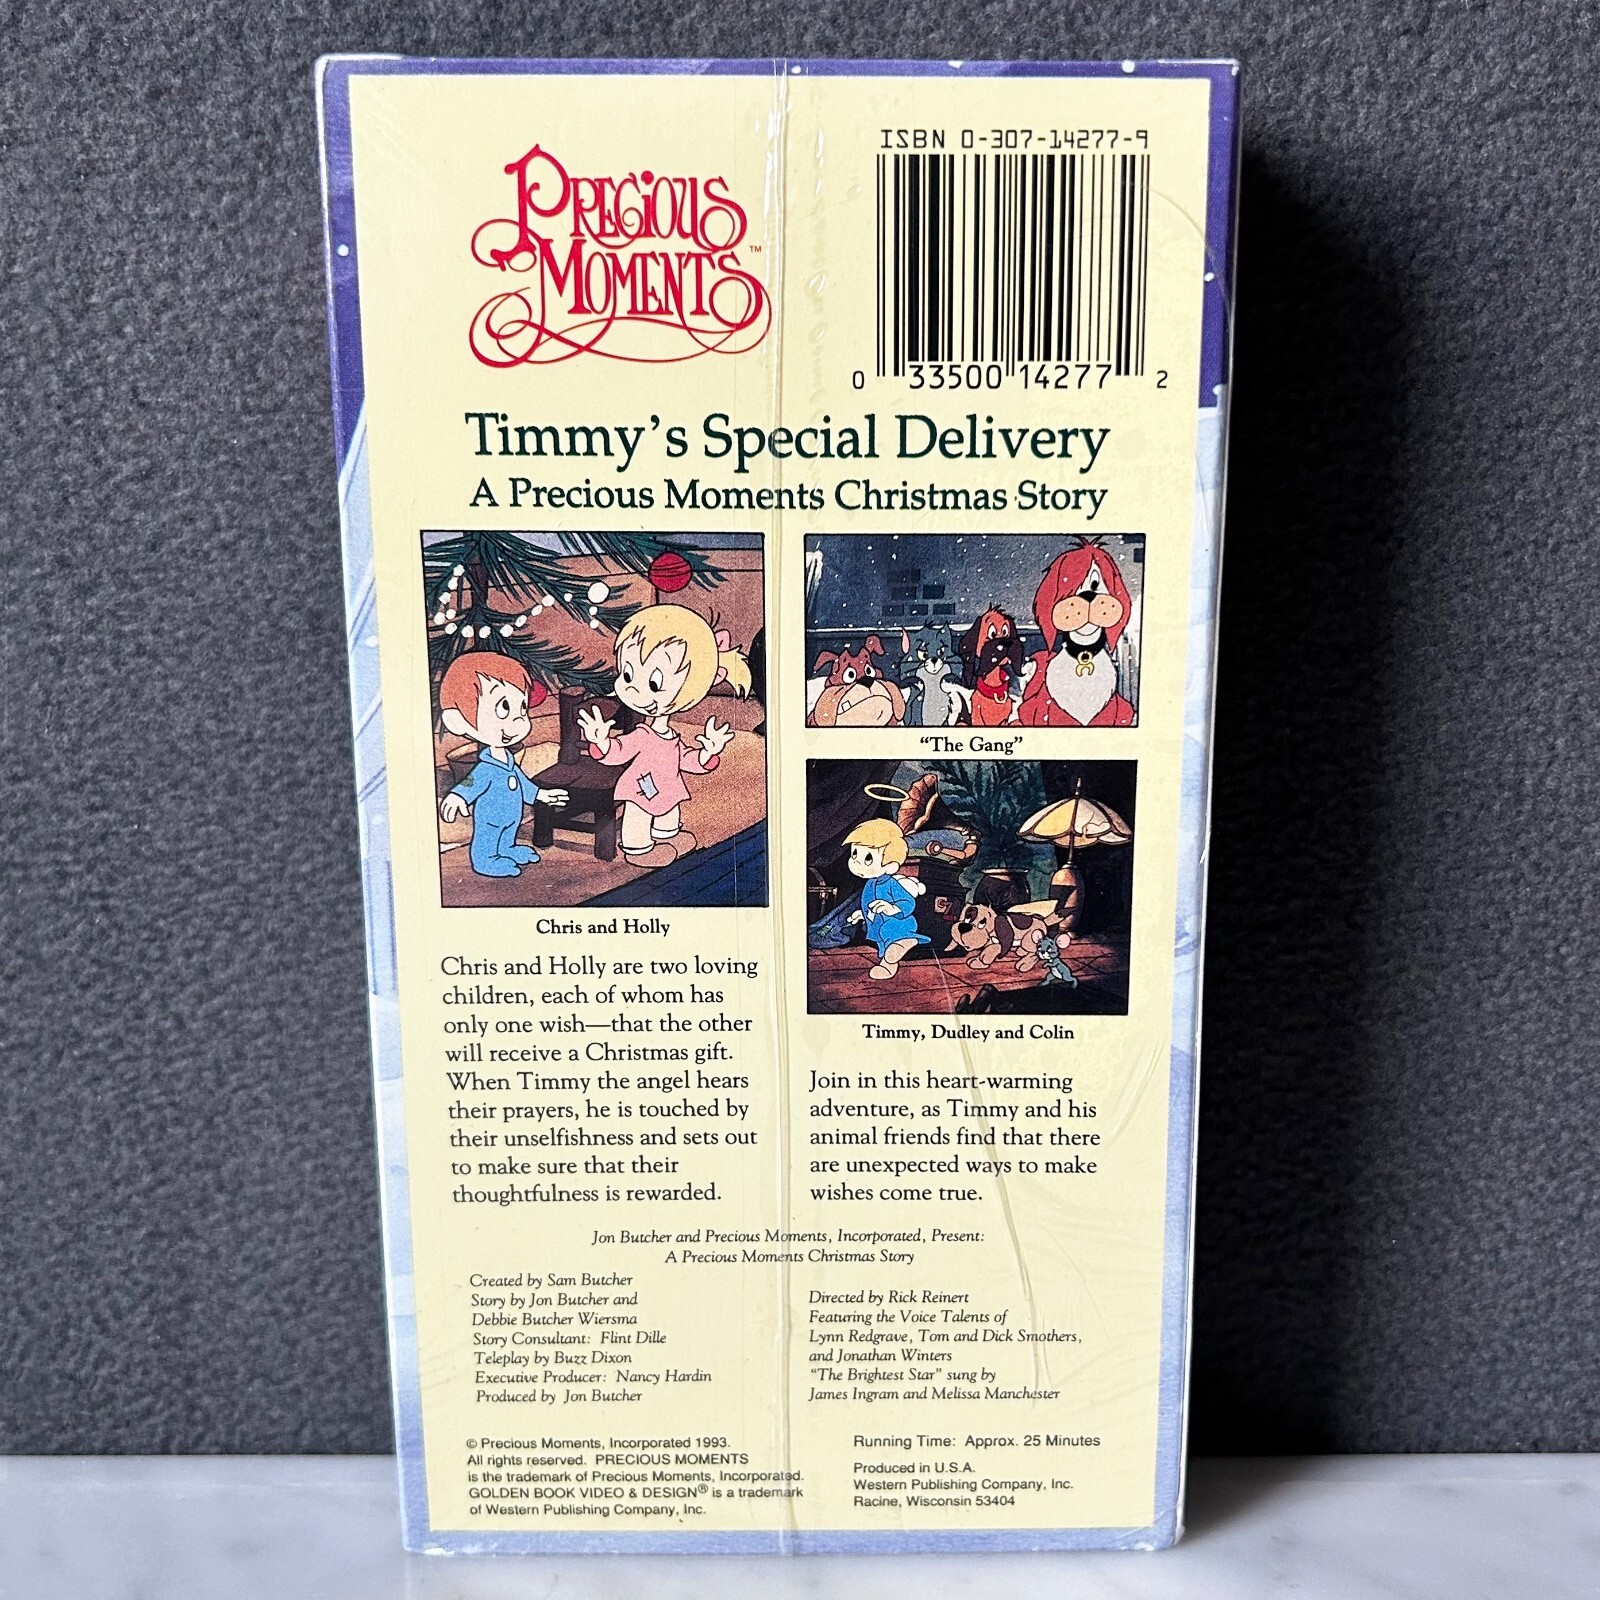 PRECIOUS
MOMENTS™
ISBN 0-307-14277-9
0 33500 14277 2
Timmy's Special Delivery
A Precious Moments Christmas Story
Chris and Holly
Chris and Holly are two loving
children, each of whom has
only one wish—that the other
will receive a Christmas gift.
When Timmy the angel hears
their prayers, he is touched by
their unselfishness and sets out
to make sure that their
thoughtfulness is rewarded.
"The Gang"
Timmy, Dudley and Colin
Join in this heart-warming
adventure, as Timmy and his
animal friends find that there
are unexpected ways to make
wishes come true.
Jon Butcher and Precious Moments, Incorporated, Present:
A Precious Moments Christmas Story
Created by Sam Butcher
Story by Jon Butcher and
Debbie Butcher Wiersma
Story Consultant: Flint Dille
Teleplay by Buzz Dixon
Executive Producer: Nancy Hardin
Produced by Jon Butcher
Directed by Rick Reinert
Featuring the Voice Talents of
Lynn Redgrave, Tom and Dick Smothers,
and Jonathan Winters
"The Brightest Star" sung by
James Ingram and Melissa Manchester
© Precious Moments, Incorporated 1993.
All rights reserved. PRECIOUS MOMENTS
is the trademark of Precious Moments, Incorporated.
GOLDEN BOOK VIDEO & DESIGN® is a trademark
of Western Publishing Company, Inc.
Running Time: Approx. 25 Minutes
Produced in U.S.A.
Western Publishing Company, Inc.
Racine, Wisconsin 53404